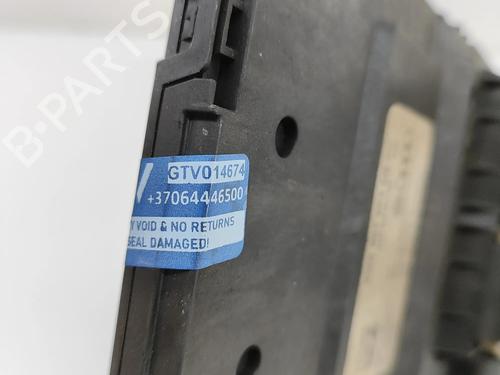 B-PARTS
GTV014674
+37064446500
VOID & NO RETURNS
SEAL DAMAGED!